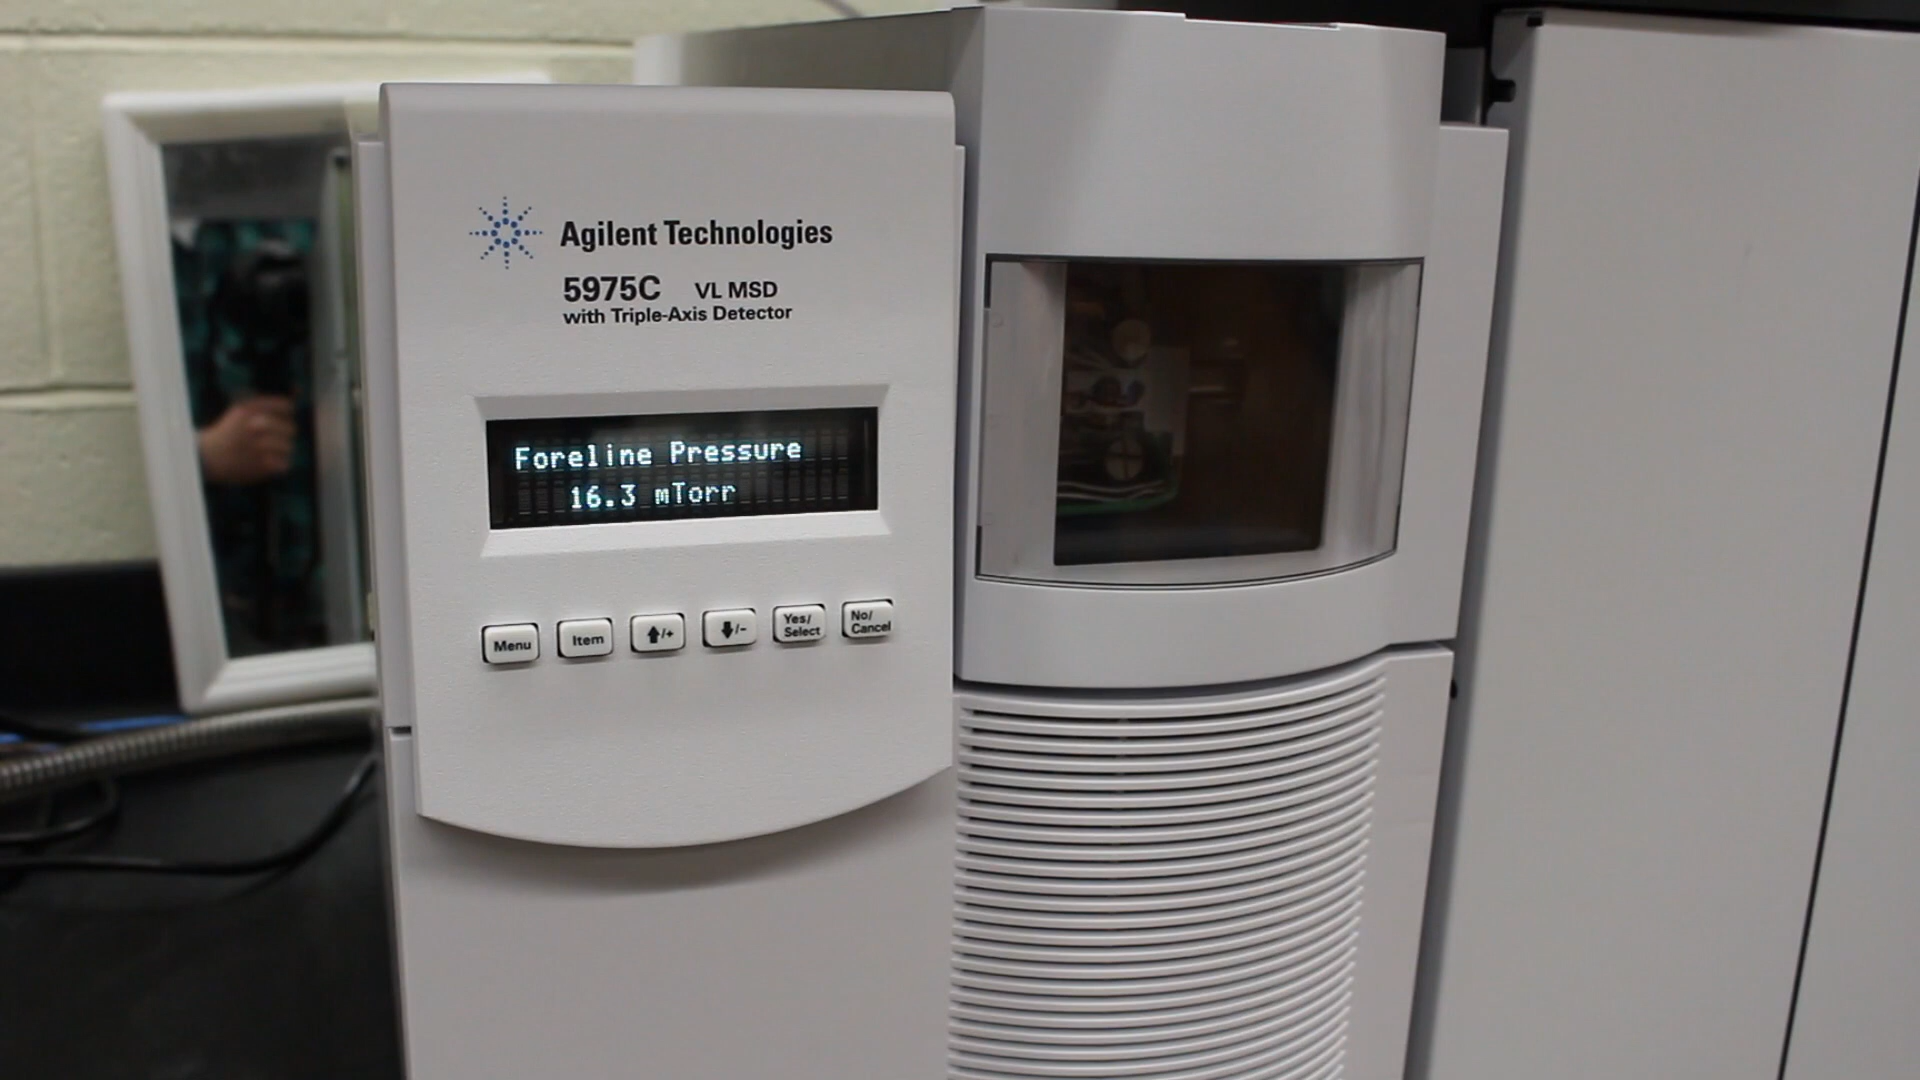 Agilent Technologies
5975C VL MSD
with Triple-Axis Detector
Foreline Pressure
16.3 mTorr
Menu
Item
⬆/+
⬇/-
Yes/
Select
No/
Cancel